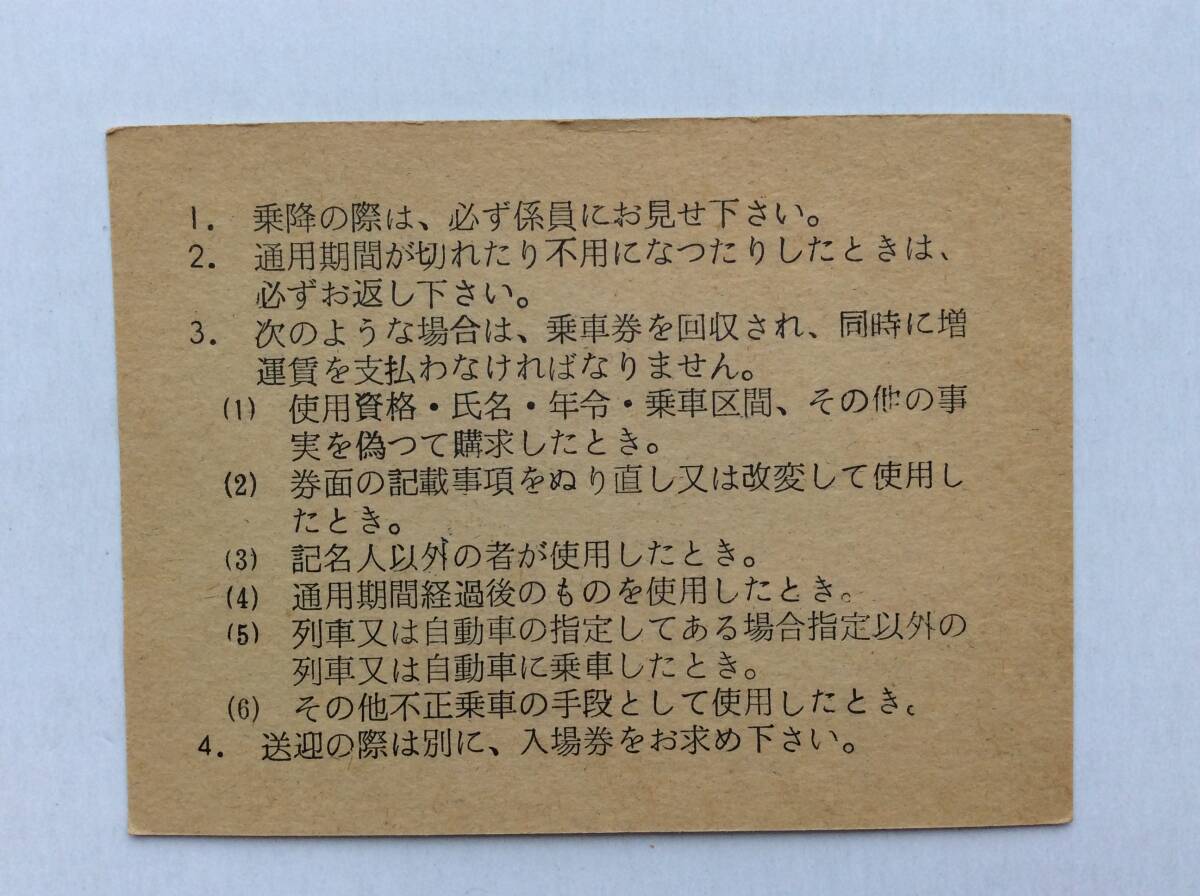 1. 乗降の際は、必ず係員にお見せ下さい。
2. 通用期間が切れたり不用になつたりしたときは、
必ずお返し下さい。
3. 次のような場合は、乗車券を回収され、同時に増
運賃を支払わなければなりません。
(1) 使用資格・氏名・年令・乗車区間、その他の事
実を偽つて購求したとき。
(2) 券面の記載事項をぬり直し又は改変して使用し
たとき。
(3) 記名人以外の者が使用したとき。
(4) 通用期間経過後のものを使用したとき。
(5) 列車又は自動車の指定してある場合指定以外の
列車又は自動車に乗車したとき。
(6) その他不正乗車の手段として使用したとき。
4. 送迎の際は別に、入場券をお求め下さい。